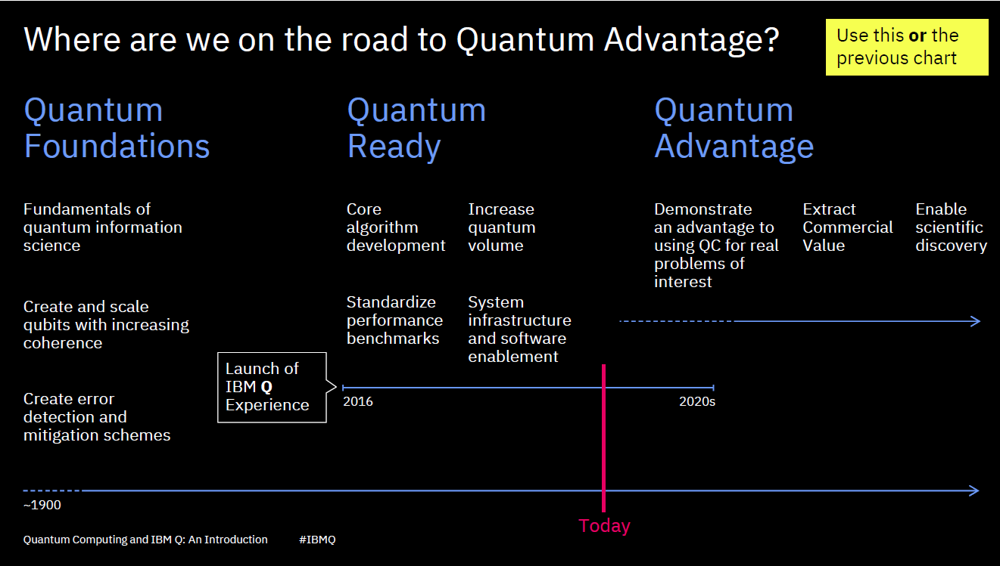 Where are we on the road to Quantum Advantage?
Use this or the
previous chart
Quantum
Foundations
Fundamentals of
quantum information
science
Create and scale
qubits with increasing
coherence
Create error
detection and
mitigation schemes
Quantum
Ready
Core
algorithm
development
Increase
quantum
volume
Standardize
performance
benchmarks
System
infrastructure
and software
enablement
Quantum
Advantage
Demonstrate
an advantage to
using QC for real
problems of
interest
Extract
Commercial
Value
Enable
scientific
discovery
Launch of
IBM Q
Experience
2016
2020s
~1900
Today
Quantum Computing and IBM Q: An Introduction
#IBMQ